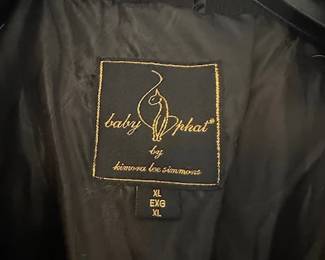 baby phat®
by
kimora lee simmons
XL
EXG
XL